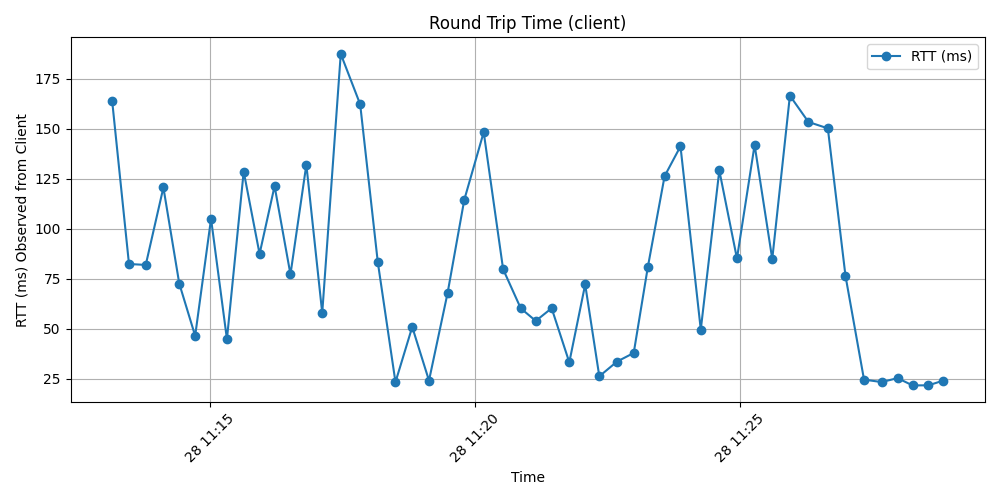 Round Trip Time (client)
RTT (ms)
RTT (ms) Observed from Client
175
150
125
100
75
50
25
28 11:15
28 11:20
28 11:25
Time